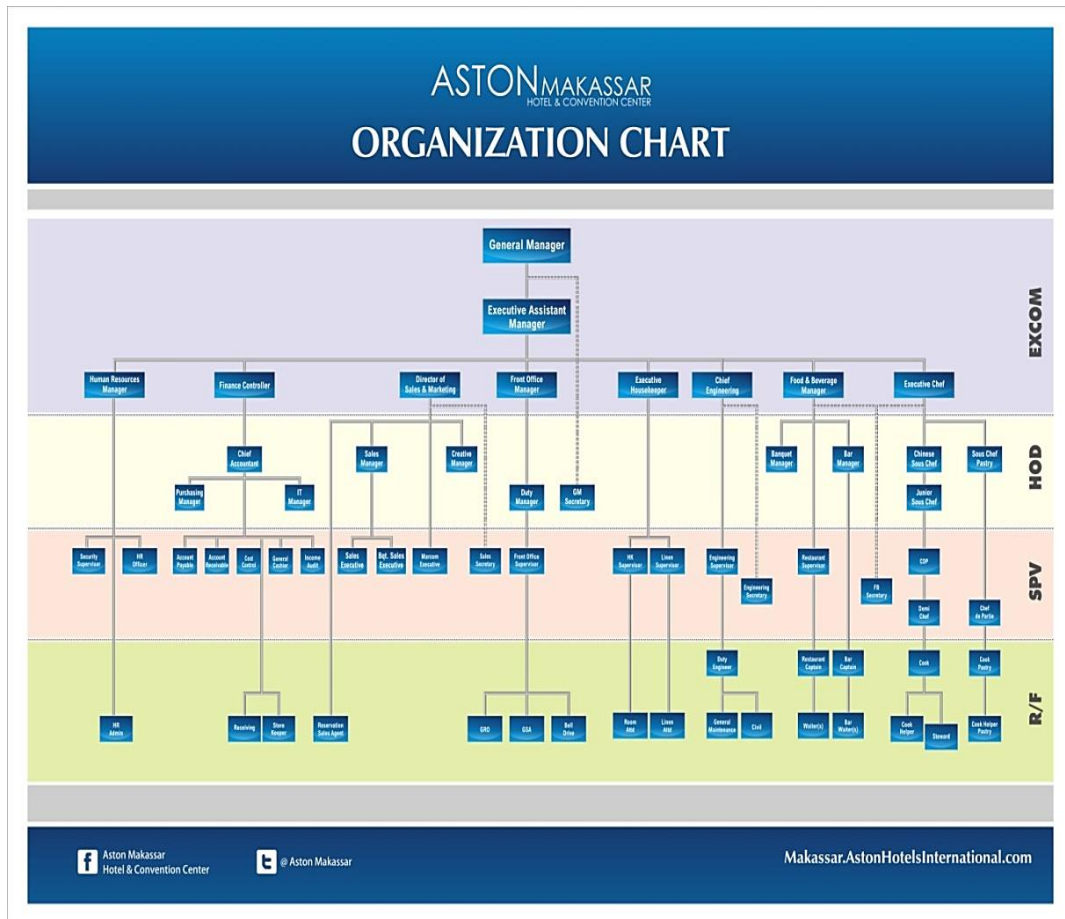 ASTON MAKASSAR
HOTEL & CONVENTION CENTER
ORGANIZATION CHART
General Manager
Executive Assistant
Manager
EXCOM
Human Resources
Manager
Finance Controller
Director of
Sales & Marketing
Front Office
Manager
Executive
Housekeeper
Chief
Engineering
Food & Beverage
Manager
Executive Chef
HOD
Chief
Accountant
Sales
Manager
Creative
Manager
Banquet
Manager
Bar
Manager
Chinese
Sous Chef
Sous Chef
Pastry
Purchasing
Manager
IT
Manager
Duty
Manager
GM
Secretary
Junior
Sous Chef
SPV
Security
Supervisor
HR
Officer
Account
Payable
Account
Receivable
Cost
Control
General
Cashier
Income
Audit
Sales
Executive
Bqt. Sales
Executive
Marcom
Executive
Sales
Secretary
Front Office
Supervisor
HK
Supervisor
Linen
Supervisor
Engineering
Supervisor
Restaurant
Supervisor
CDP
Engineering
Secretary
FB
Secretary
Demi
Chef
Chef
de Partie
R/F
Duty
Engineer
Restaurant
Captain
Bar
Captain
Cook
Cook
Pastry
HR
Admin
Receiving
Store
Keeper
Reservation
Sales Agent
GRO
GSA
Bell
Drive
Room
Attd
Linen
Attd
General
Maintenance
Civil
Waiter(s)
Bar
Waiter(s)
Cook
Helper
Steward
Cook Helper
Pastry
f
Aston Makassar
Hotel & Convention Center
t
@ Aston Makassar
Makassar.AstonHotelsInternational.com